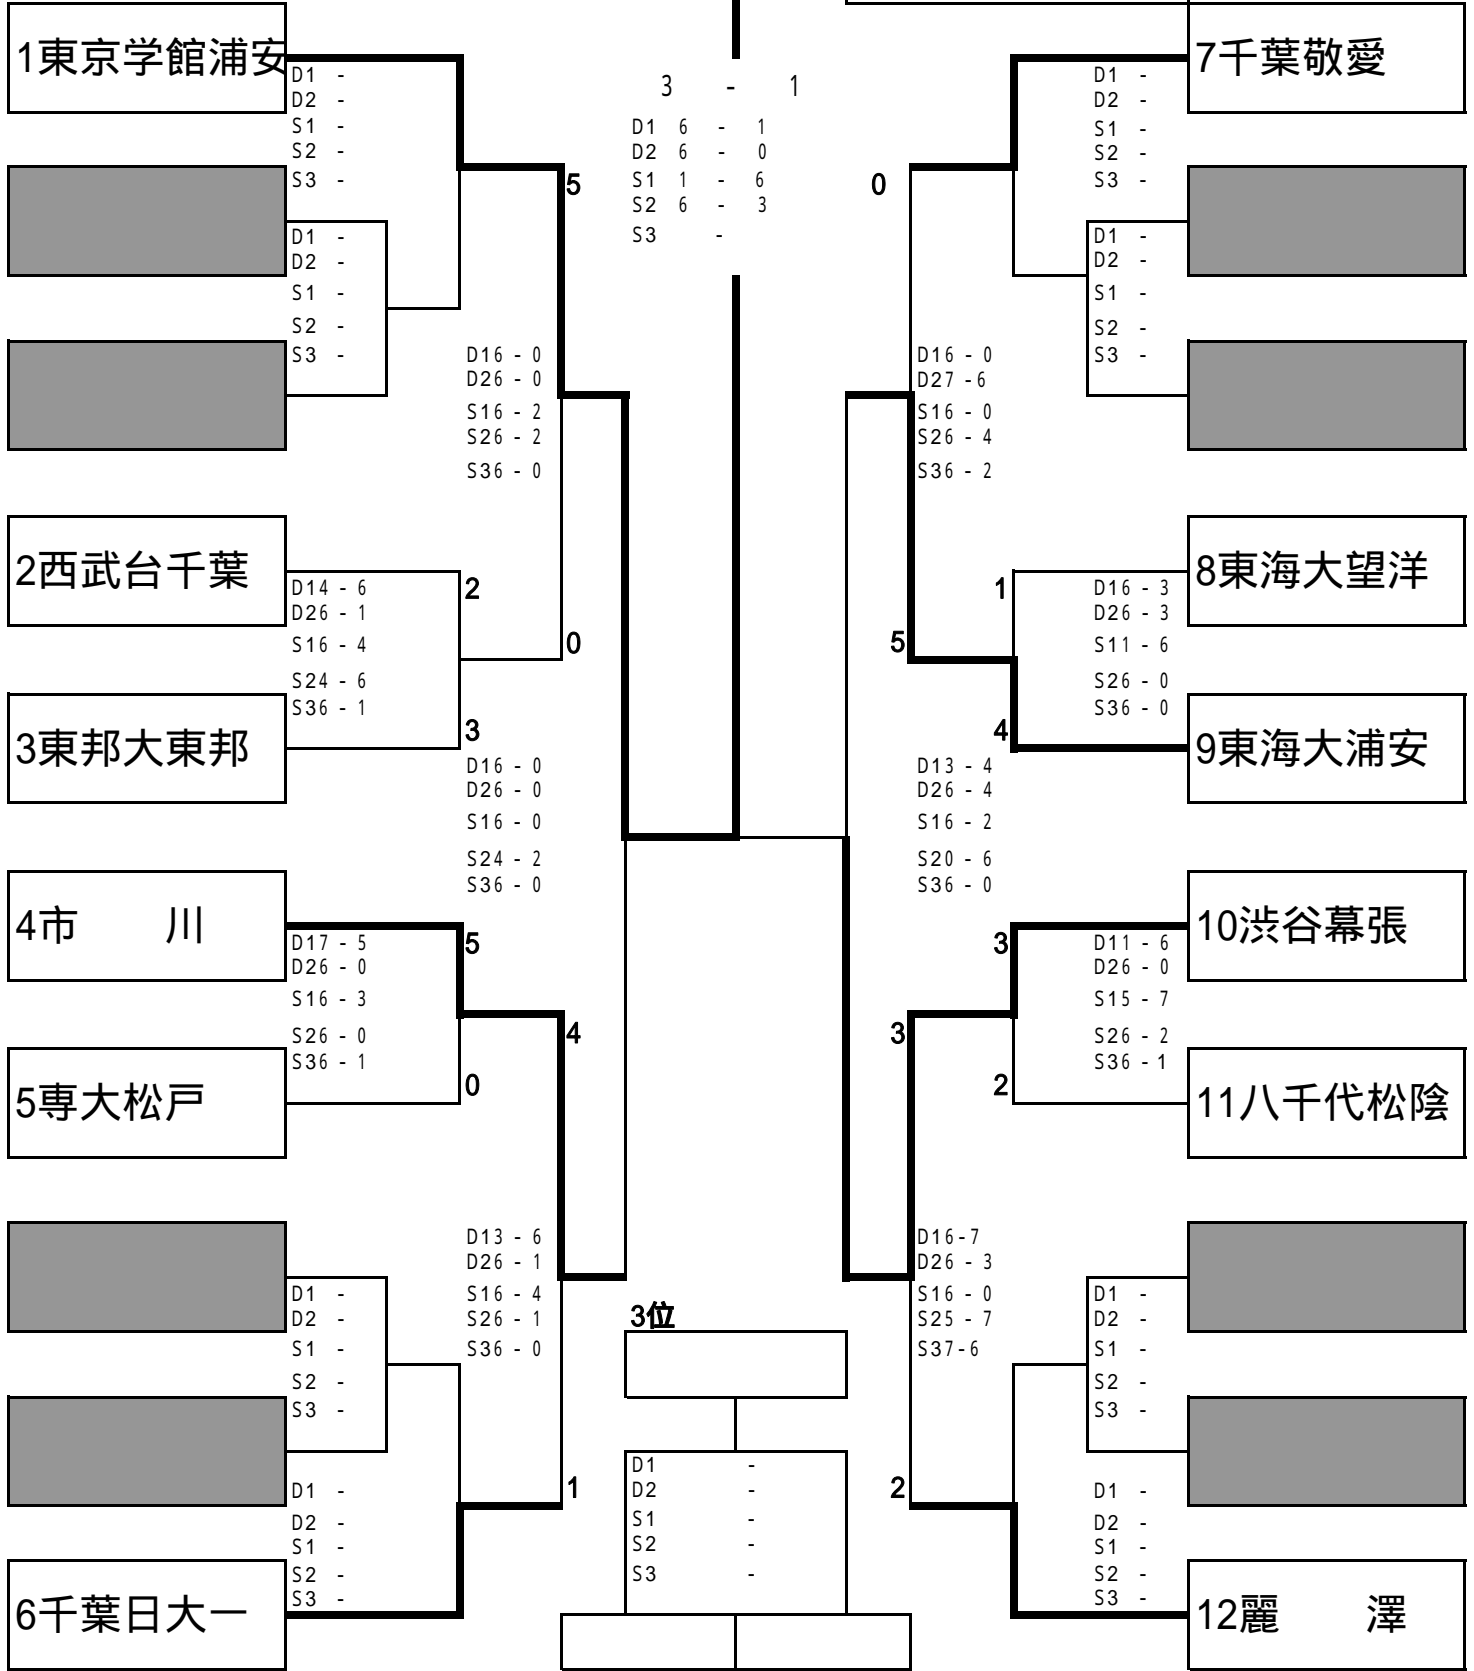 1東京学館浦安
D1 -
D2 -
S1 -
S2 -
S3 -
5
D1 -
D2 -
S1 -
S2 -
S3 -
D16 - 0
D26 - 0
S16 - 2
S26 - 2
S36 - 0
2西武台千葉
D14 - 6
D26 - 1
S16 - 4
S24 - 6
S36 - 1
2
0
3東邦大東邦
3
D16 - 0
D26 - 0
S16 - 0
S24 - 2
S36 - 0
4市　　川
D17 - 5
D26 - 0
S16 - 3
S26 - 0
S36 - 1
5
4
5専大松戸
0
D13 - 6
D26 - 1
S16 - 4
S26 - 1
S36 - 0
D1 -
D2 -
S1 -
S2 -
S3 -
1
D1 -
D2 -
S1 -
S2 -
S3 -
6千葉日大一
3 - 1
D1 6 - 1
D2 6 - 0
S1 1 - 6
S2 6 - 3
S3 -
3位
D1 -
D2 -
S1 -
S2 -
S3 -
7千葉敬愛
D1 -
D2 -
S1 -
S2 -
S3 -
0
D1 -
D2 -
S1 -
S2 -
S3 -
D16 - 0
D27 - 6
S16 - 0
S26 - 4
S36 - 2
8東海大望洋
D16 - 3
D26 - 3
S11 - 6
S26 - 0
S36 - 0
1
5
9東海大浦安
4
D13 - 4
D26 - 4
S16 - 2
S20 - 6
S36 - 0
10渋谷幕張
D11 - 6
D26 - 0
S15 - 7
S26 - 2
S36 - 1
3
3
11八千代松陰
2
D16 - 7
D26 - 3
S16 - 0
S25 - 7
S37 - 6
D1 -
D2 -
S1 -
S2 -
S3 -
2
D1 -
D2 -
S1 -
S2 -
S3 -
12麗　　澤